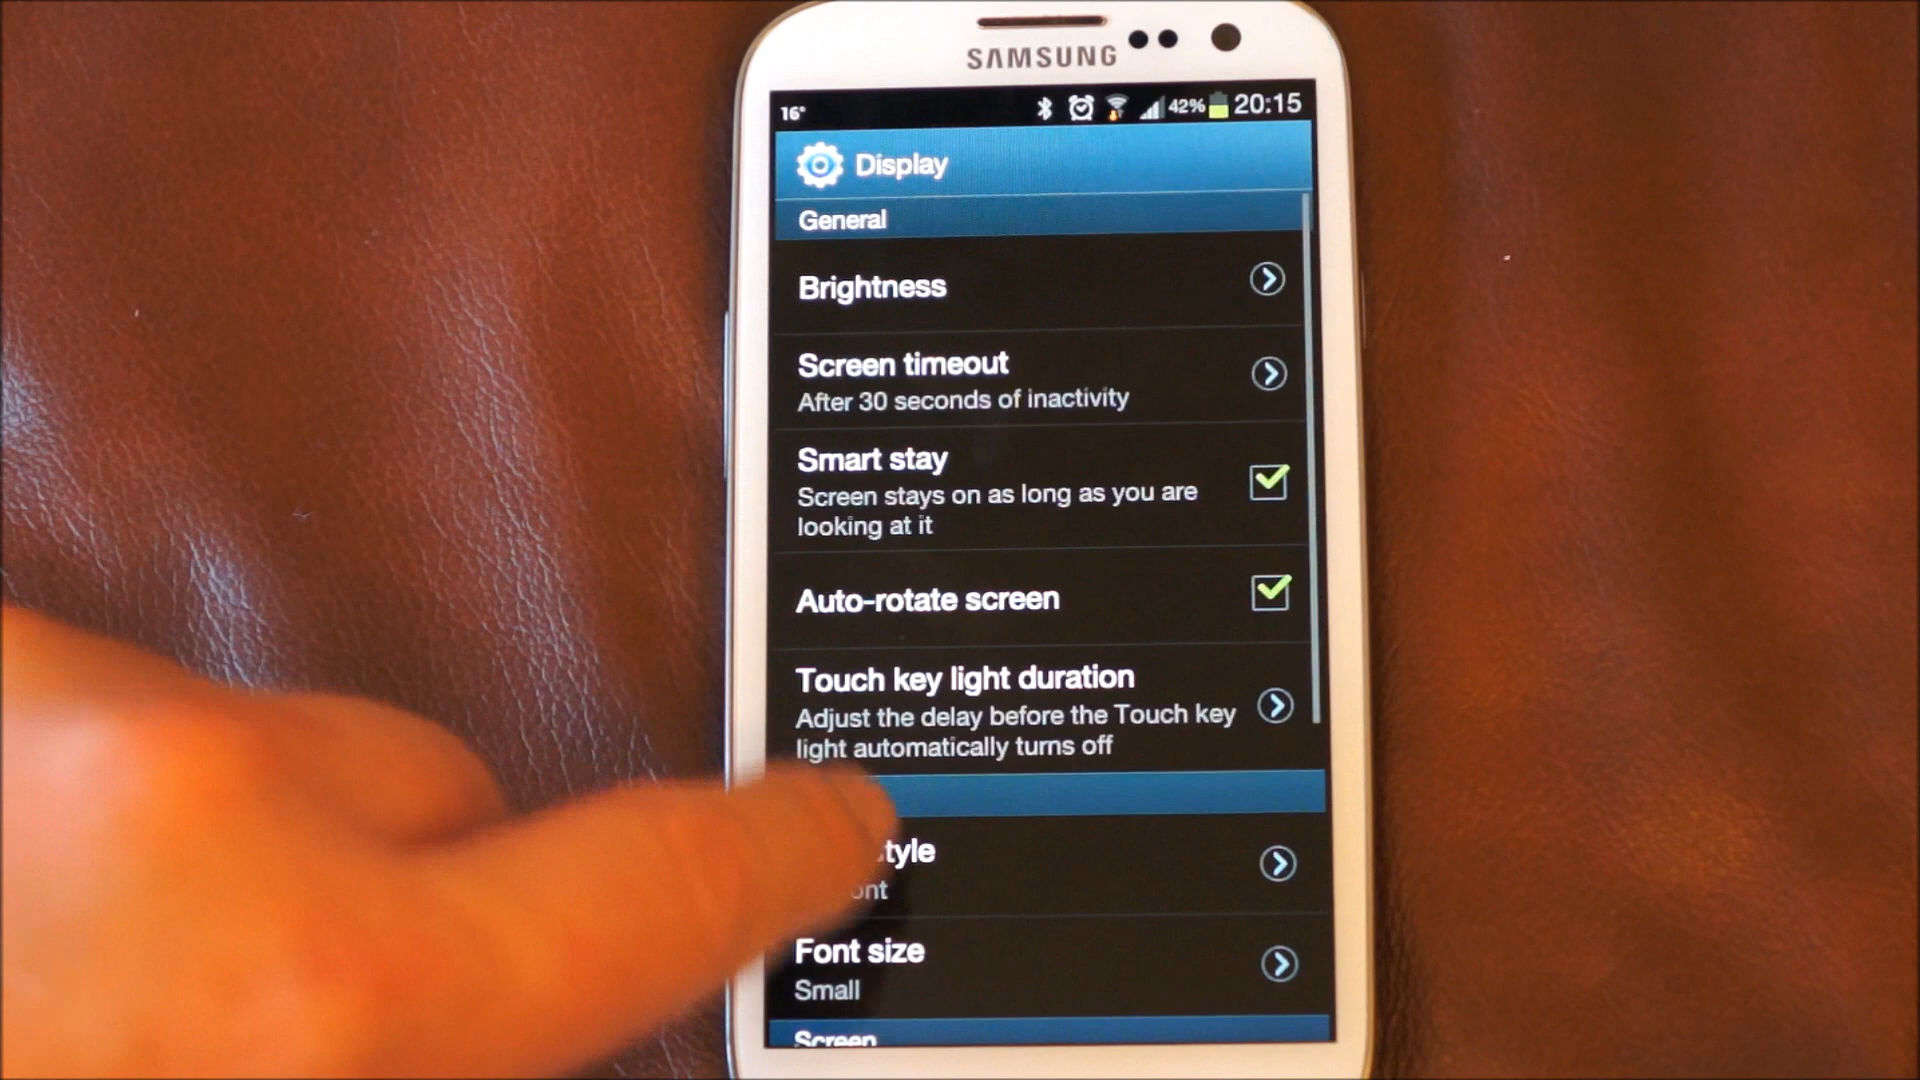 SAMSUNG
16° 42% 20:15
Display
General
Brightness
Screen timeout
After 30 seconds of inactivity
Smart stay
Screen stays on as long as you are
looking at it
Auto-rotate screen
Touch key light duration
Adjust the delay before the Touch key
light automatically turns off
Font size
Small
Screen